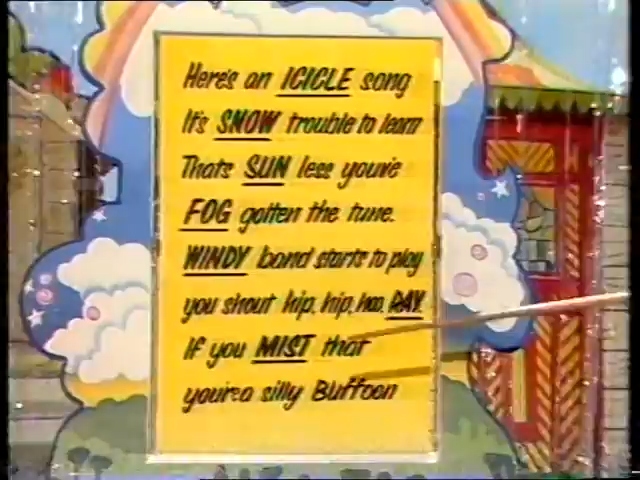 Here's an ICICLE song
It's SNOW trouble to learn
Thats SUN less you've
FOG gotten the tune.
WINDY band starts to play
you shout hip, hip, hoo, RAY.
If you MIST that
you're a silly Buffoon